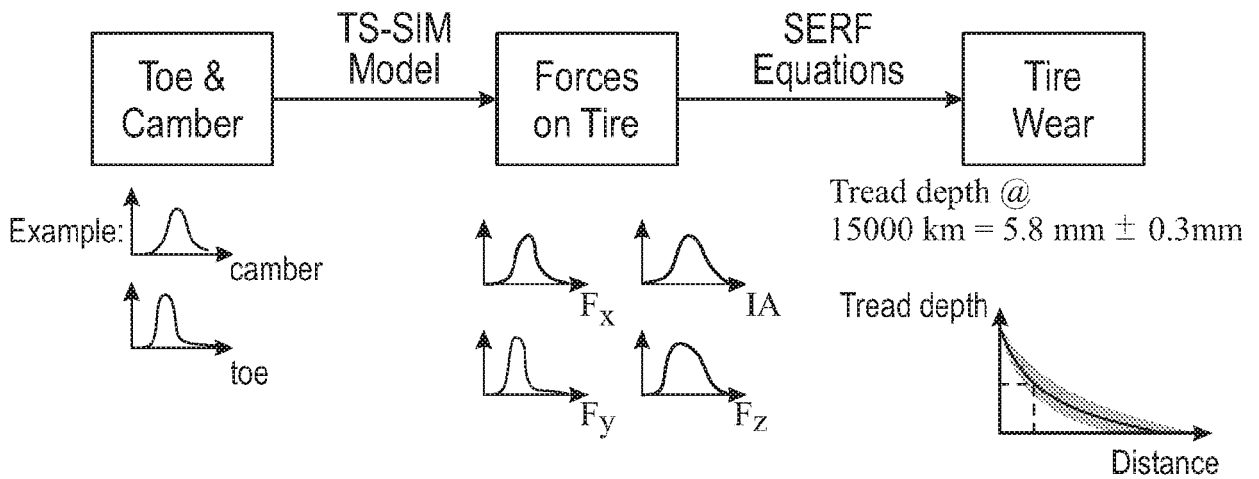 TS-SIM
Model
SERF
Equations
Toe &
Camber
Forces
on Tire
Tire
Wear
Example:
camber
toe
Fx
IA
Fy
Fz
Tread depth @
15000 km = 5.8 mm ± 0.3mm
Tread depth
Distance